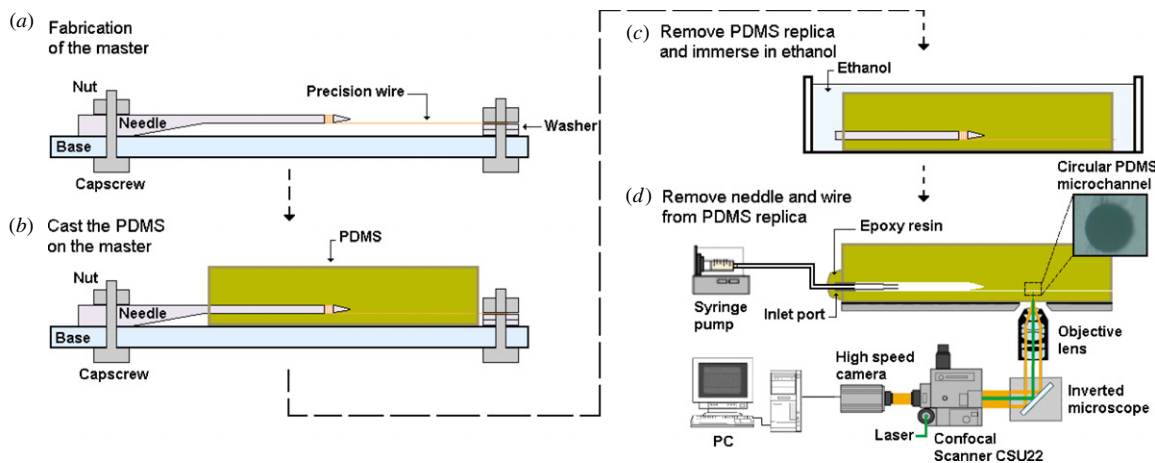 (a)
Fabrication
of the master
Nut
Precision wire
Needle
Washer
Base
Capscrew
(b)
Cast the PDMS
on the master
PDMS
Nut
Needle
Base
Capscrew
(c)
Remove PDMS replica
and immerse in ethanol
Ethanol
(d)
Remove neddle and wire
from PDMS replica
Circular PDMS
microchannel
Epoxy resin
Syringe
pump
Inlet port
Objective
lens
High speed
camera
Inverted
microscope
PC
Laser
Confocal
Scanner CSU22